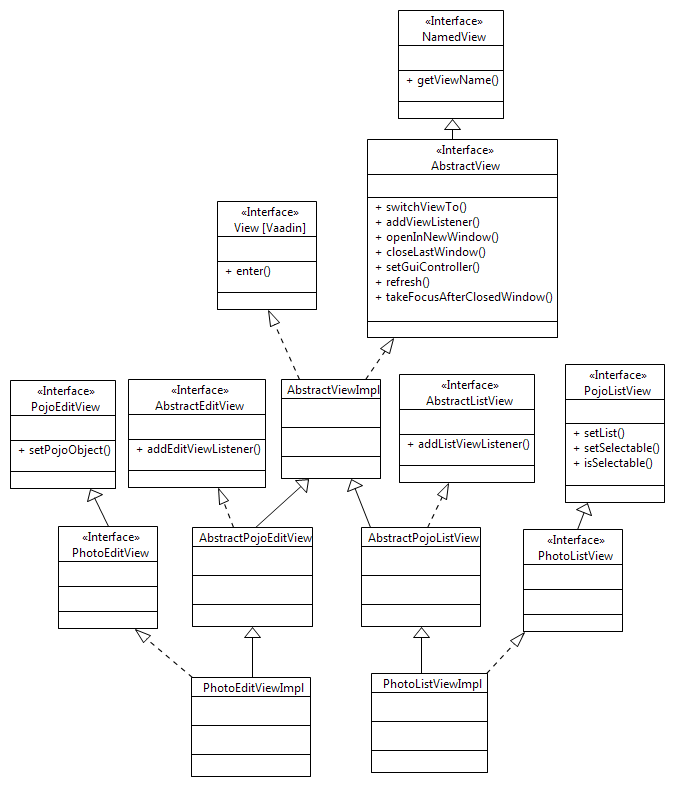 «Interface»
NamedView
+ getViewName()
«Interface»
AbstractView
+ switchViewTo()
+ addViewListener()
+ openInNewWindow()
+ closeLastWindow()
+ setGuiController()
+ refresh()
+ takeFocusAfterClosedWindow()
«Interface»
View [Vaadin]
+ enter()
«Interface»
PojoEditView
+ setPojoObject()
«Interface»
AbstractEditView
+ addEditViewListener()
AbstractViewImpl
«Interface»
AbstractListView
+ addListViewListener()
«Interface»
PojoListView
+ setList()
+ setSelectable()
+ isSelectable()
«Interface»
PhotoEditView
AbstractPojoEditView
AbstractPojoListView
«Interface»
PhotoListView
PhotoEditViewImpl
PhotoListViewImpl